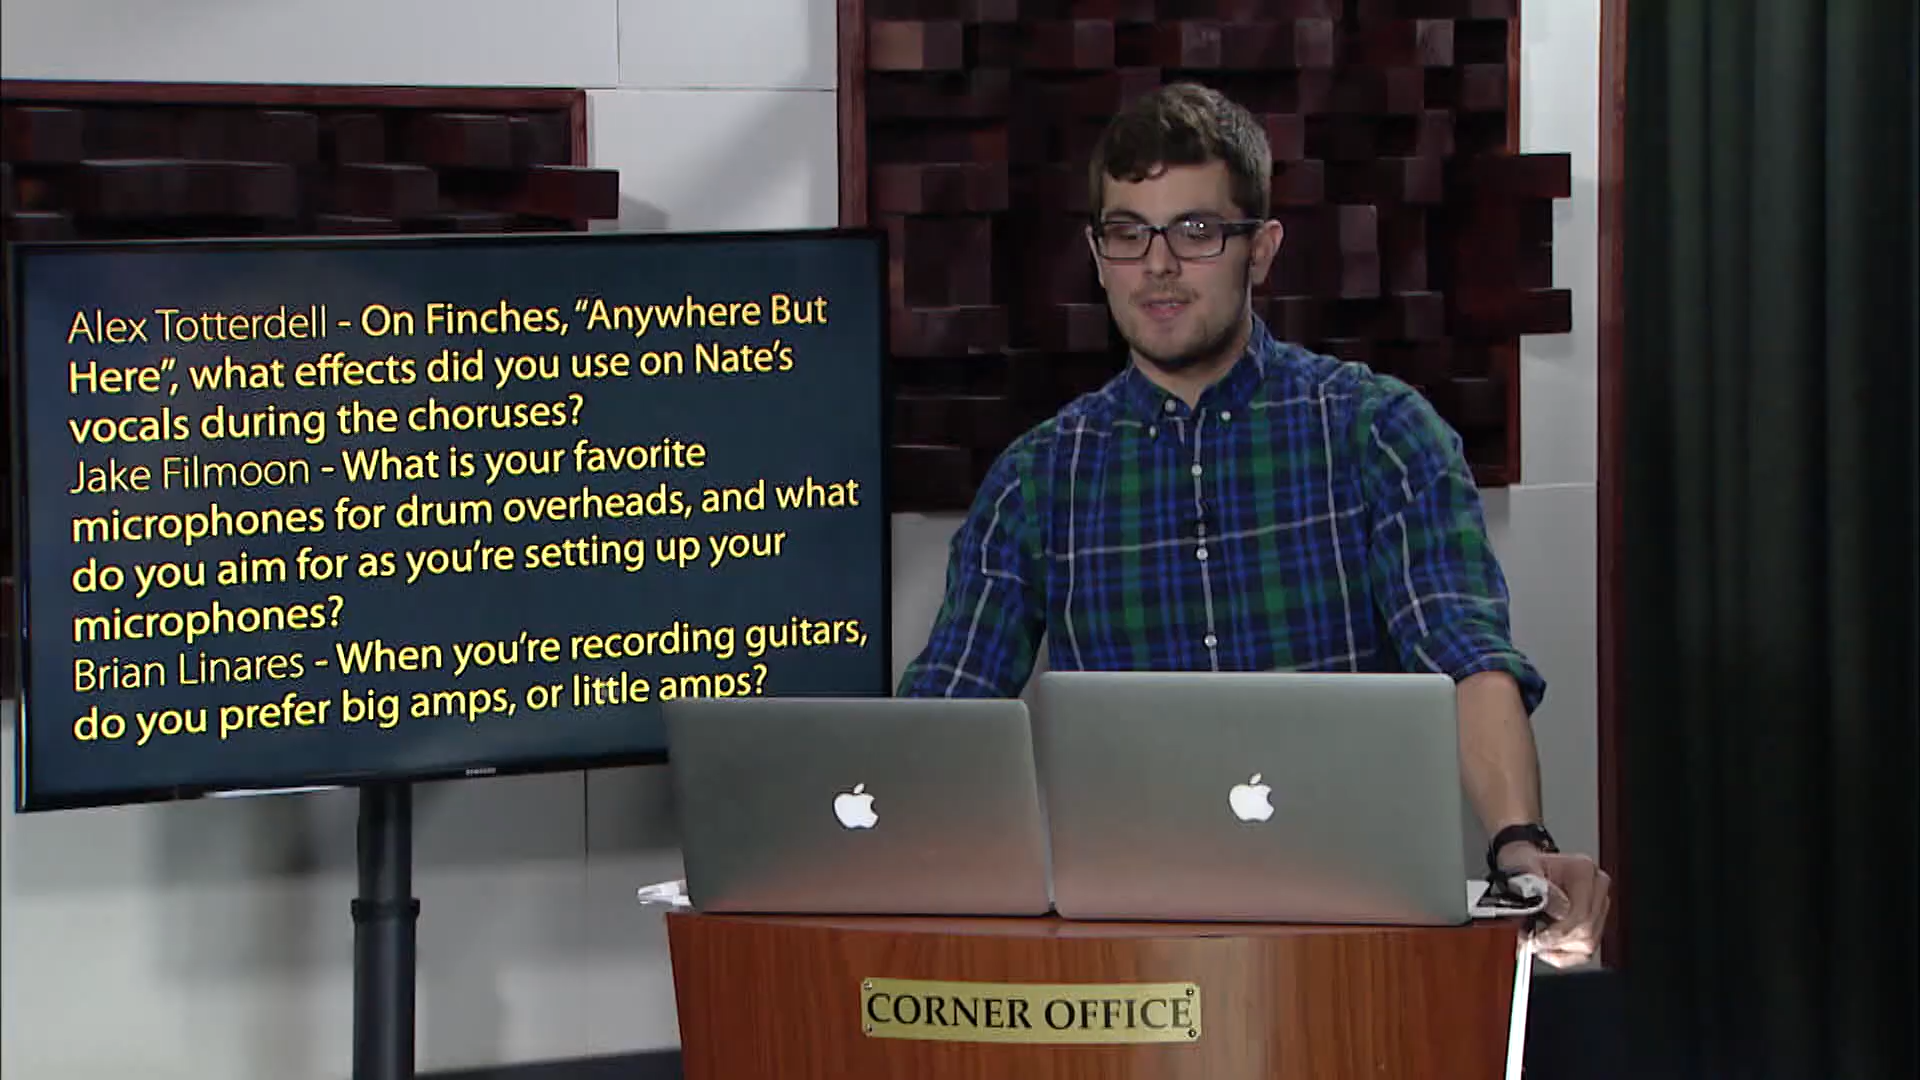 Alex Totterdell - On Finches, “Anywhere But
Here”, what effects did you use on Nate’s
vocals during the choruses?
Jake Filmoon - What is your favorite
microphones for drum overheads, and what
do you aim for as you’re setting up your
microphones?
Brian Linares - When you’re recording guitars,
do you prefer big amps, or little amps?
SAMSUNG
CORNER OFFICE